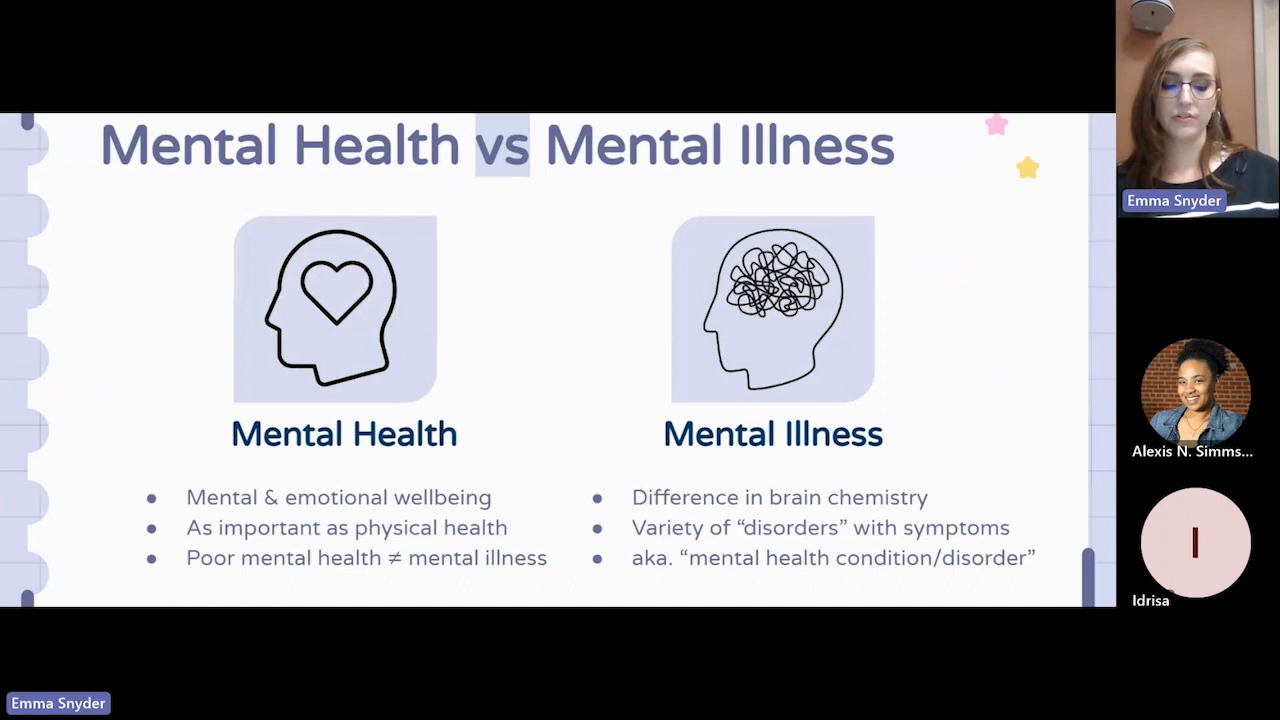 Mental Health vs Mental Illness
Mental Health
● Mental & emotional wellbeing
● As important as physical health
● Poor mental health ≠ mental illness
Mental Illness
● Difference in brain chemistry
● Variety of “disorders” with symptoms
● aka. “mental health condition/disorder”
Emma Snyder
Alexis N. Simms...
I
Idrisa
Emma Snyder